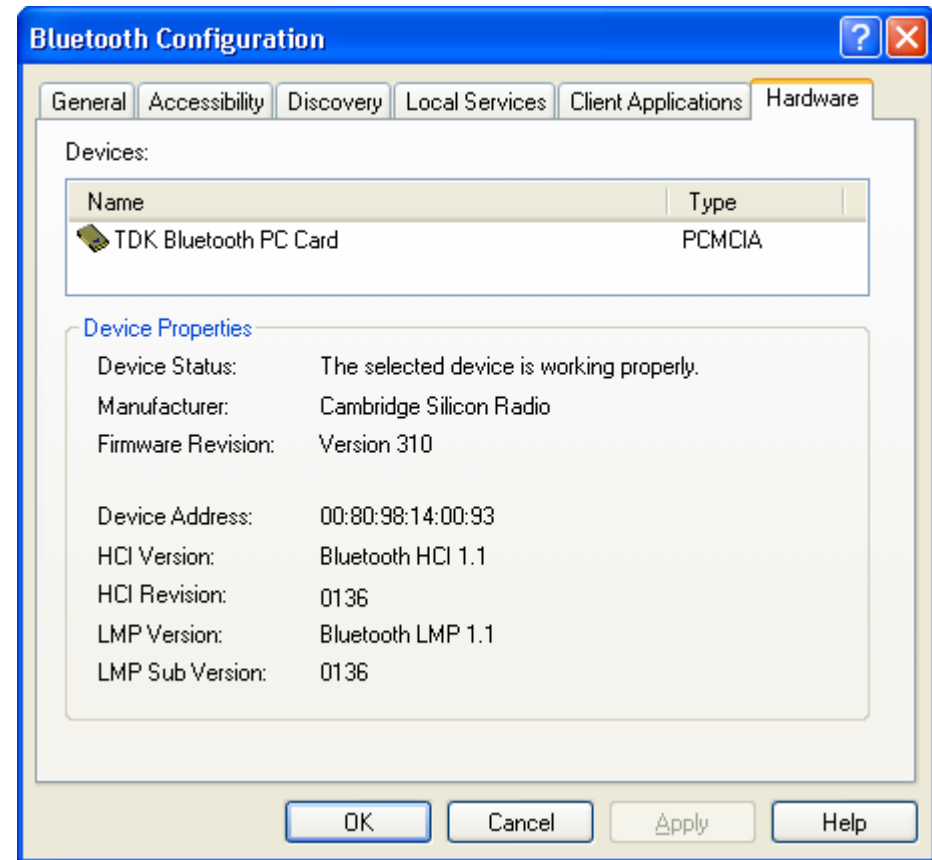 Bluetooth Configuration
General Accessibility Discovery Local Services Client Applications Hardware
Devices:
Name Type
TDK Bluetooth PC Card PCMCIA
Device Properties
Device Status: The selected device is working properly.
Manufacturer: Cambridge Silicon Radio
Firmware Revision: Version 310
Device Address: 00:80:98:14:00:93
HCI Version: Bluetooth HCI 1.1
HCI Revision: 0136
LMP Version: Bluetooth LMP 1.1
LMP Sub Version: 0136
OK Cancel Apply Help